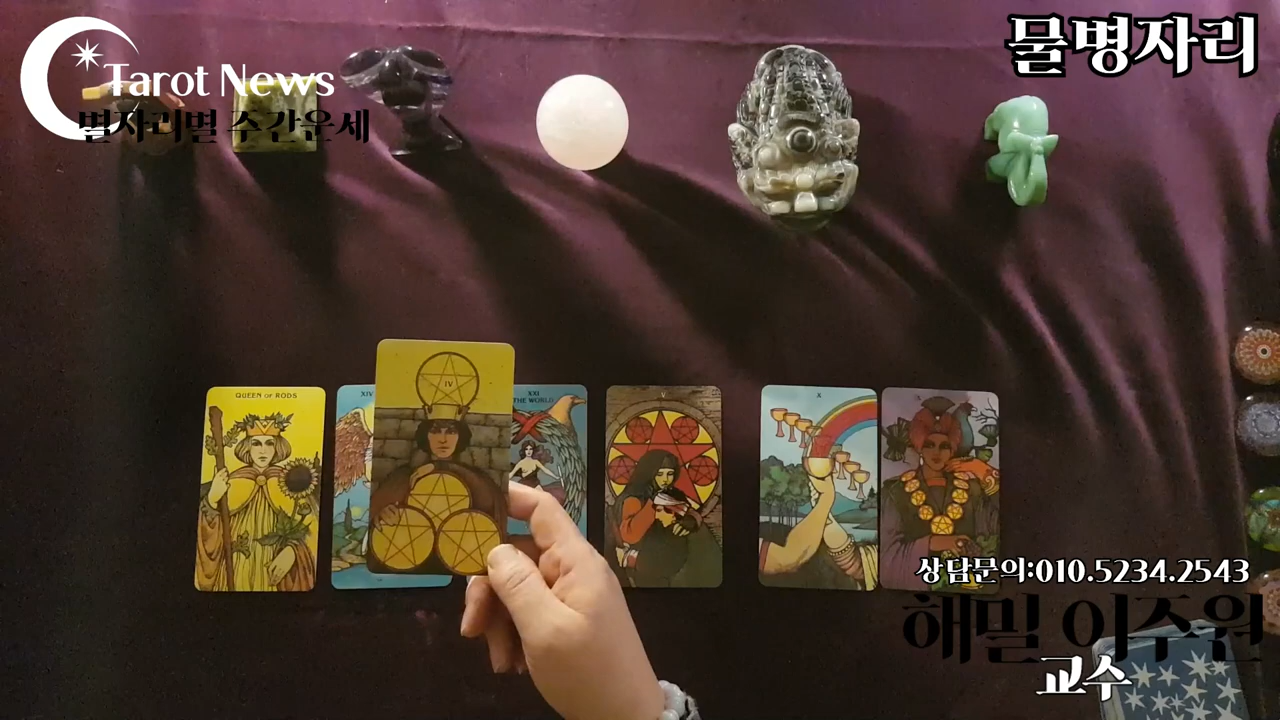 Tarot News
별자리별 주간운세
물병자리
QUEEN OF RODS
XIV
IV
XXI
THE WORLD
V
X
상담문의:010.5234.2543
해밀 이주원
교수